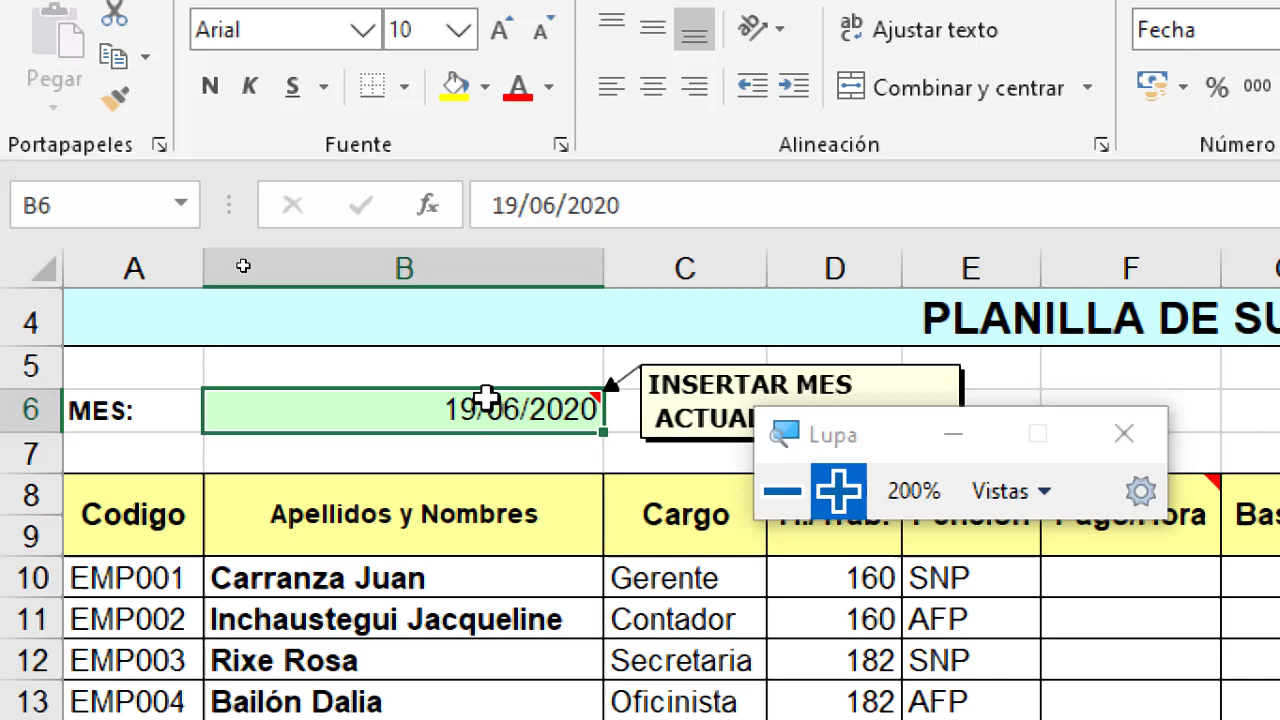 Arial
10
Ajustar texto
Fecha
Pegar
N K S
A
Combinar y centrar
% 000
Portapapeles
Fuente
Alineación
Número
B6
fx
19/06/2020
A B C D E F
4 PLANILLA DE SU
5
6 MES: 19/06/2020
INSERTAR MES
ACTUAL
Lupa
200% Vistas
7
8
9
Codigo Apellidos y Nombres Cargo
10 EMP001 Carranza Juan Gerente 160 SNP
11 EMP002 Inchaustegui Jacqueline Contador 160 AFP
12 EMP003 Rixe Rosa Secretaria 182 SNP
13 EMP004 Bailón Dalia Oficinista 182 AFP